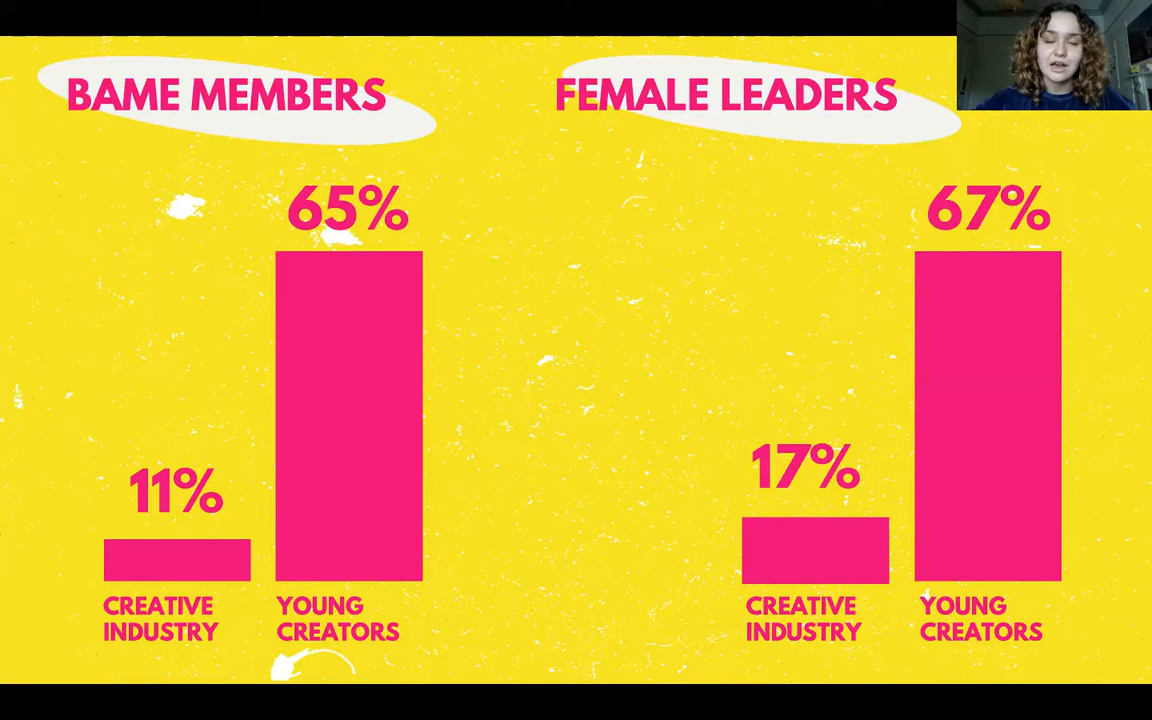 BAME MEMBERS
65%
11%
CREATIVE
INDUSTRY
YOUNG
CREATORS
FEMALE LEADERS
67%
17%
CREATIVE
INDUSTRY
YOUNG
CREATORS